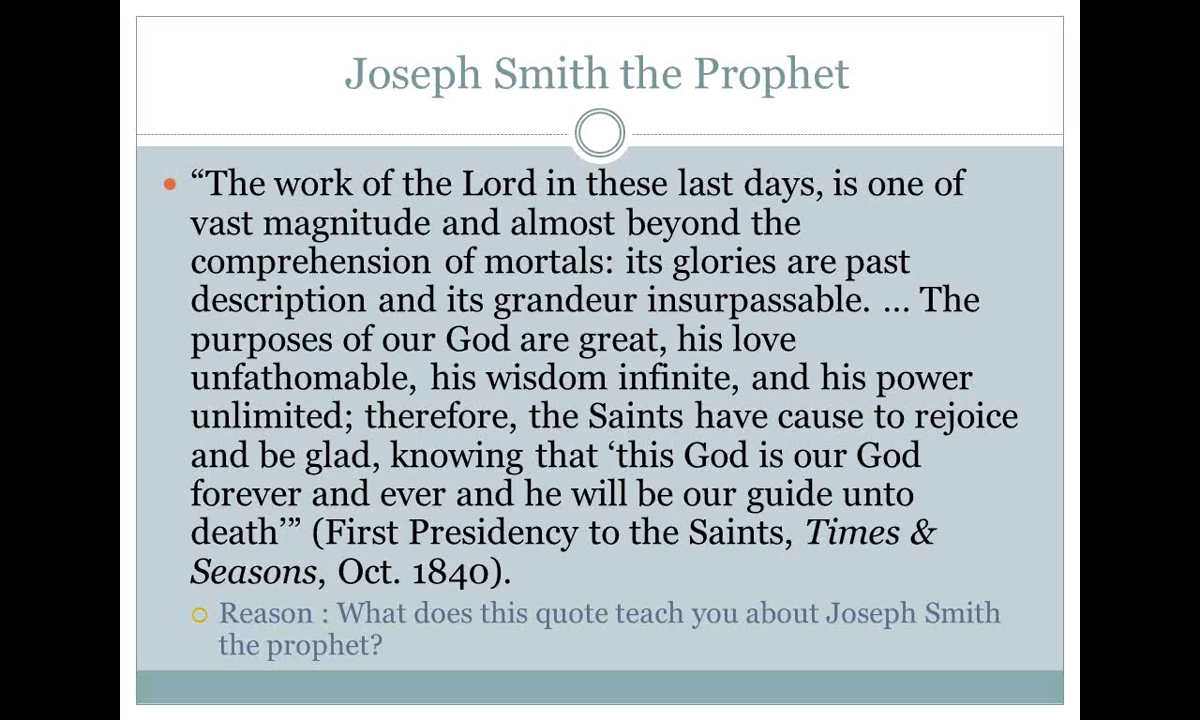 Joseph Smith the Prophet
“The work of the Lord in these last days, is one of
vast magnitude and almost beyond the
comprehension of mortals: its glories are past
description and its grandeur insurpassable. ... The
purposes of our God are great, his love
unfathomable, his wisdom infinite, and his power
unlimited; therefore, the Saints have cause to rejoice
and be glad, knowing that ‘this God is our God
forever and ever and he will be our guide unto
death’” (First Presidency to the Saints, Times &
Seasons, Oct. 1840).
Reason : What does this quote teach you about Joseph Smith
the prophet?